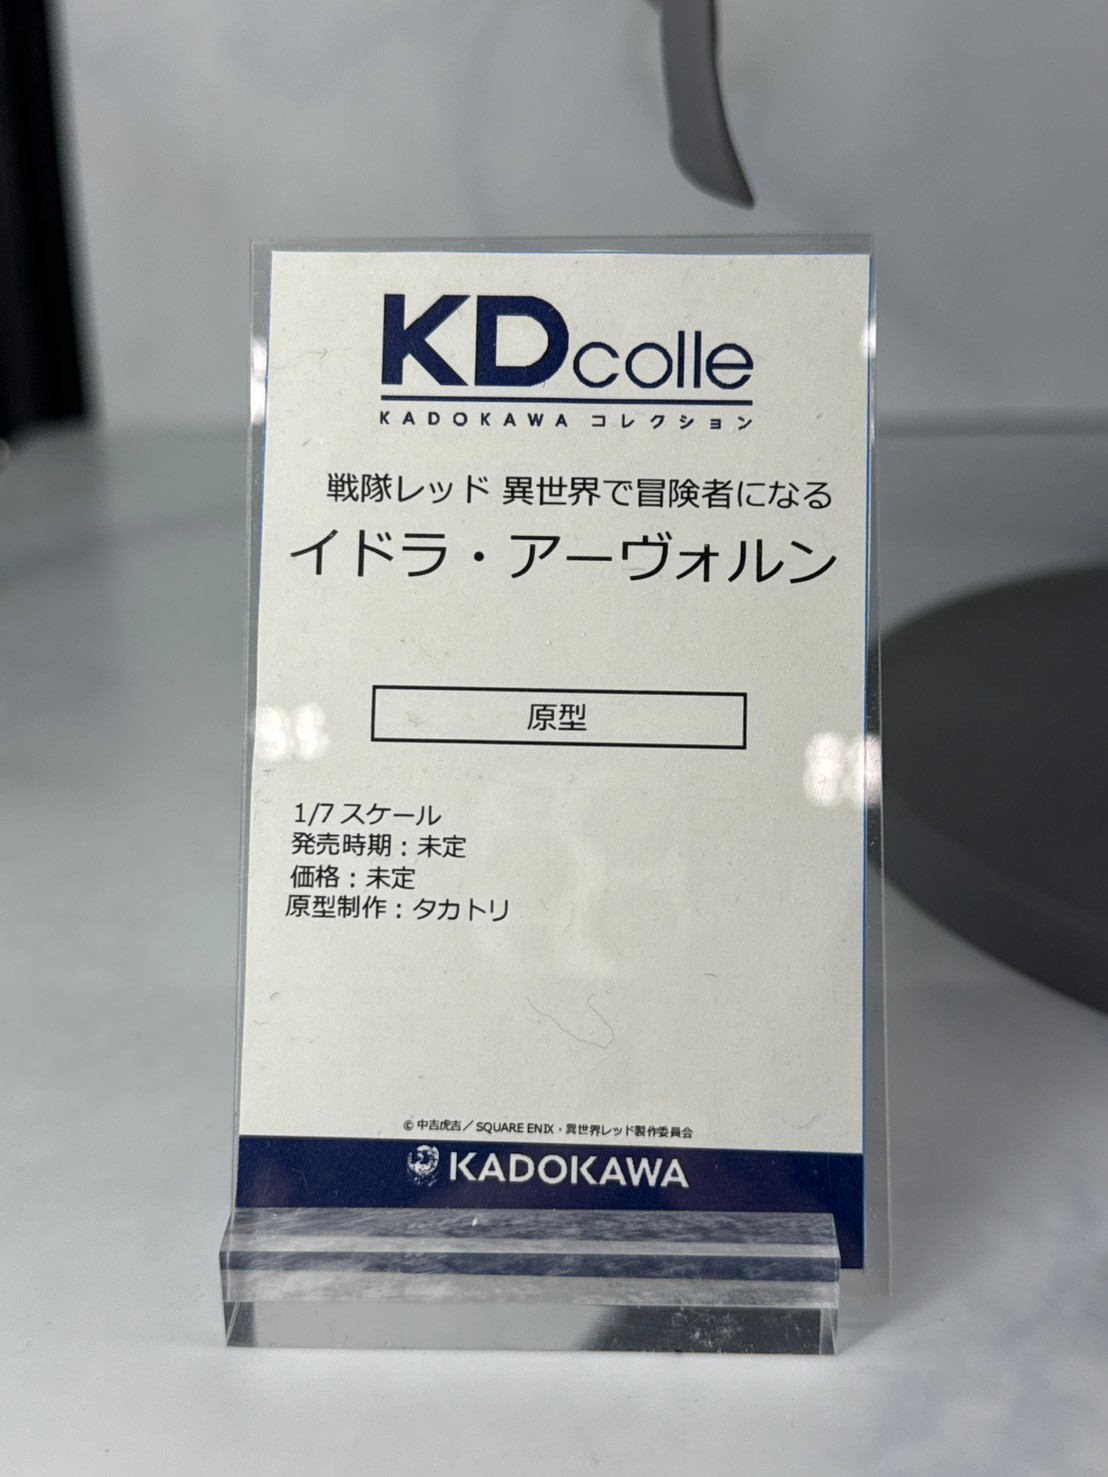 KDcolle
KADOKAWA コレクション
戦隊レッド 異世界で冒険者になる
イドラ・アーヴォルン
原型
1/7 スケール
発売時期：未定
価格：未定
原型制作：タカトリ
© 中吉虎吉／SQUARE ENIX・異世界レッド製作委員会
KADOKAWA